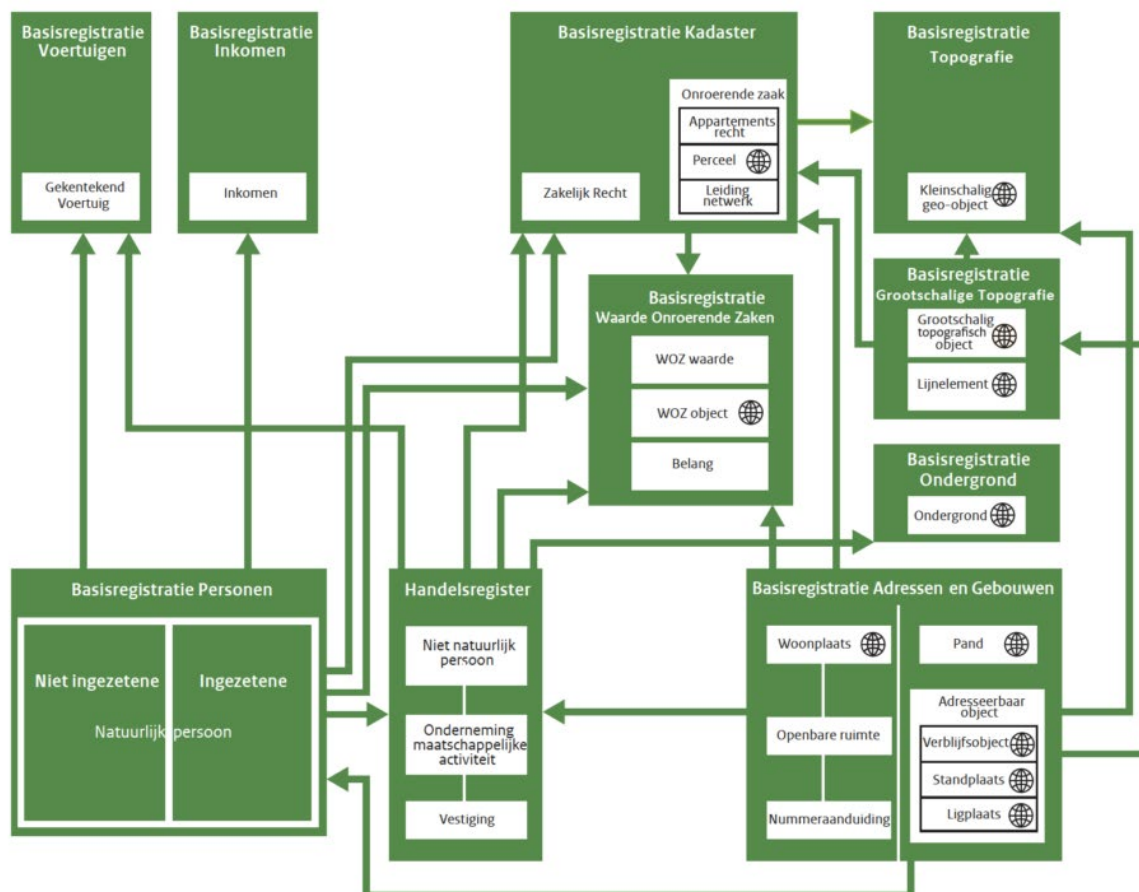 Basisregistratie
Voertuigen
Gekentekend
Voertuig
Basisregistratie
Inkomen
Inkomen
Basisregistratie Kadaster
Zakelijk Recht
Onroerende zaak
Appartements
recht
Perceel
Leiding
netwerk
Basisregistratie
Topografie
Kleinschalig
geo-object
Basisregistratie
Waarde Onroerende Zaken
WOZ waarde
WOZ object
Belang
Basisregistratie
Grootschalige Topografie
Grootschalig
topografisch
object
Lijnelement
Basisregistratie
Ondergrond
Ondergrond
Basisregistratie Personen
Niet ingezetene
Ingezetene
Natuurlijk persoon
Handelsregister
Niet natuurlijk
persoon
Onderneming
maatschappelijke
activiteit
Vestiging
Basisregistratie Adressen en Gebouwen
Woonplaats
Openbare ruimte
Nummeraanduiding
Pand
Adresseerbaar
object
Verblijfsobject
Standplaats
Ligplaats